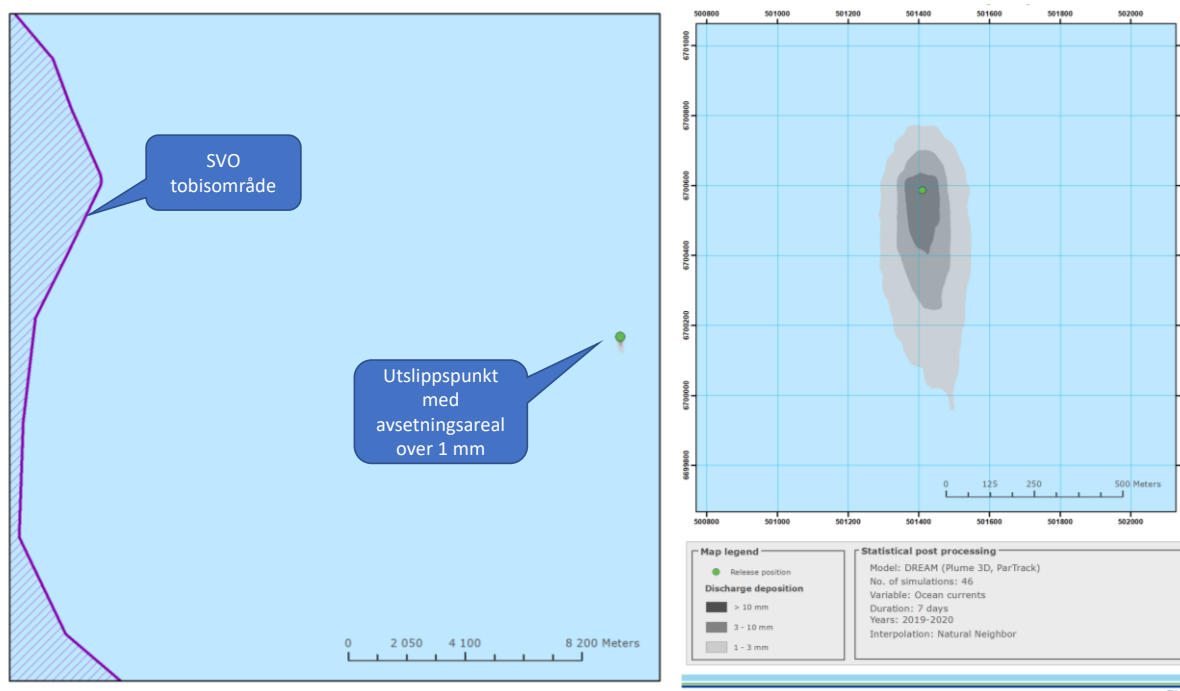 SVO
tobisområde
Utslippspunkt
med
avsetningsareal
over 1 mm
0 2 050 4 100 8 200 Meters
500800 501000 501200 501400 501600 501800 502000
6701000
6700800
6700600
6700400
6700200
6700000
6699800
0 125 250 500 Meters
500800 501000 501200 501400 501600 501800 502000
Map legend
Release position
Discharge deposition
> 10 mm
3 - 10 mm
1 - 3 mm
Statistical post processing
Model: DREAM (Plume 3D, ParTrack)
No. of simulations: 46
Variable: Ocean currents
Duration: 7 days
Years: 2019-2020
Interpolation: Natural Neighbor